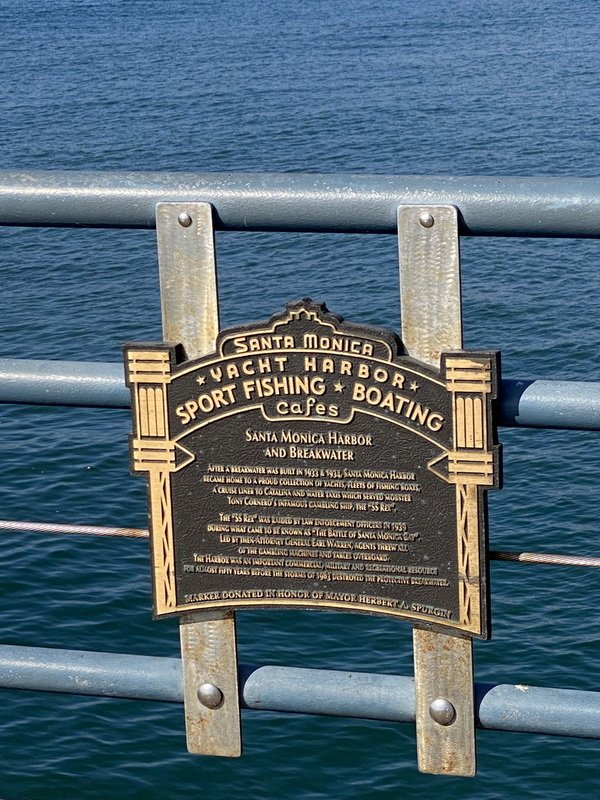 SANTA MONICA
★ YACHT HARBOR ★
SPORT FISHING ★ BOATING
cafes
SANTA MONICA HARBOR
AND BREAKWATER
AFTER A BREAKWATER WAS BUILT IN 1933 & 1934, SANTA MONICA HARBOR
BECAME HOME TO A PROUD COLLECTION OF YACHTS, FLEETS OF FISHING BOATS,
A CRUISE LINER TO CATALINA AND WATER TAXIS WHICH SERVED MOBSTER
TONY CORNERO'S INFAMOUS GAMBLING SHIP, THE "SS REX".
THE "SS REX" WAS RAIDED BY LAW ENFORCEMENT OFFICERS IN 1939
DURING WHAT CAME TO BE KNOWN AS "THE BATTLE OF SANTA MONICA BAY".
LED BY THEN-ATTORNEY GENERAL EARL WARREN, AGENTS THREW ALL
OF THE GAMBLING MACHINES AND TABLES OVERBOARD.
THE HARBOR WAS AN IMPORTANT COMMERCIAL, MILITARY AND RECREATIONAL RESOURCE
FOR ALMOST FIFTY YEARS BEFORE THE STORMS OF 1983 DESTROYED THE PROTECTIVE BREAKWATER.
MARKER DONATED IN HONOR OF MAYOR HERBERT A. SPURGIN